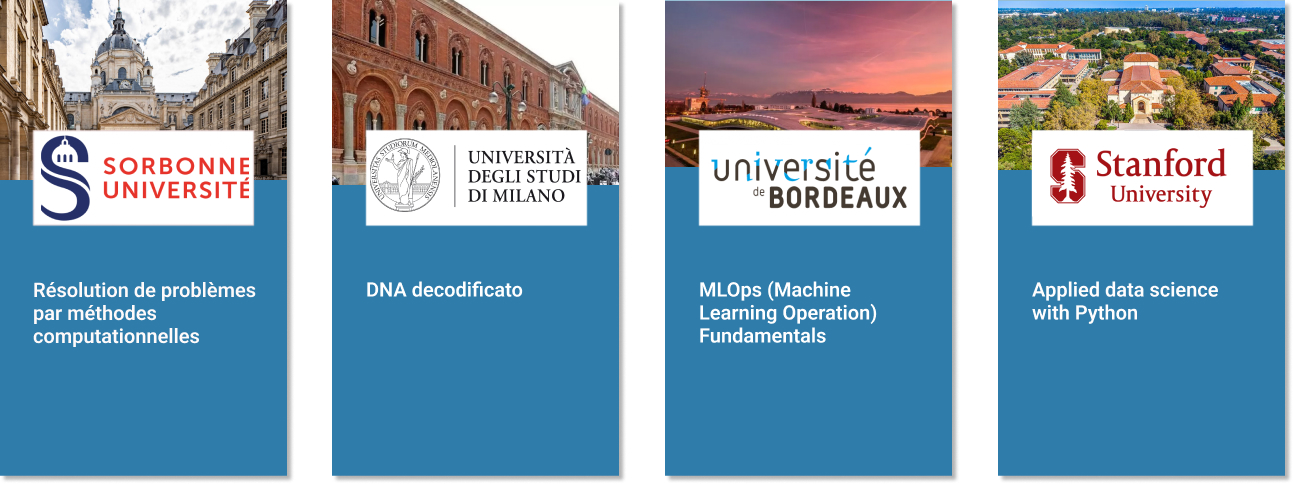 SORBONNE
UNIVERSITÉ
Résolution de problèmes
par méthodes
computationnelles
UNIVERSITAS STUDIORUM MEDIOLANENSIS
UNIVERSITÀ
DEGLI STUDI
DI MILANO
DNA decodificato
université
de BORDEAUX
MLOps (Machine
Learning Operation)
Fundamentals
S
Stanford
University
Applied data science
with Python